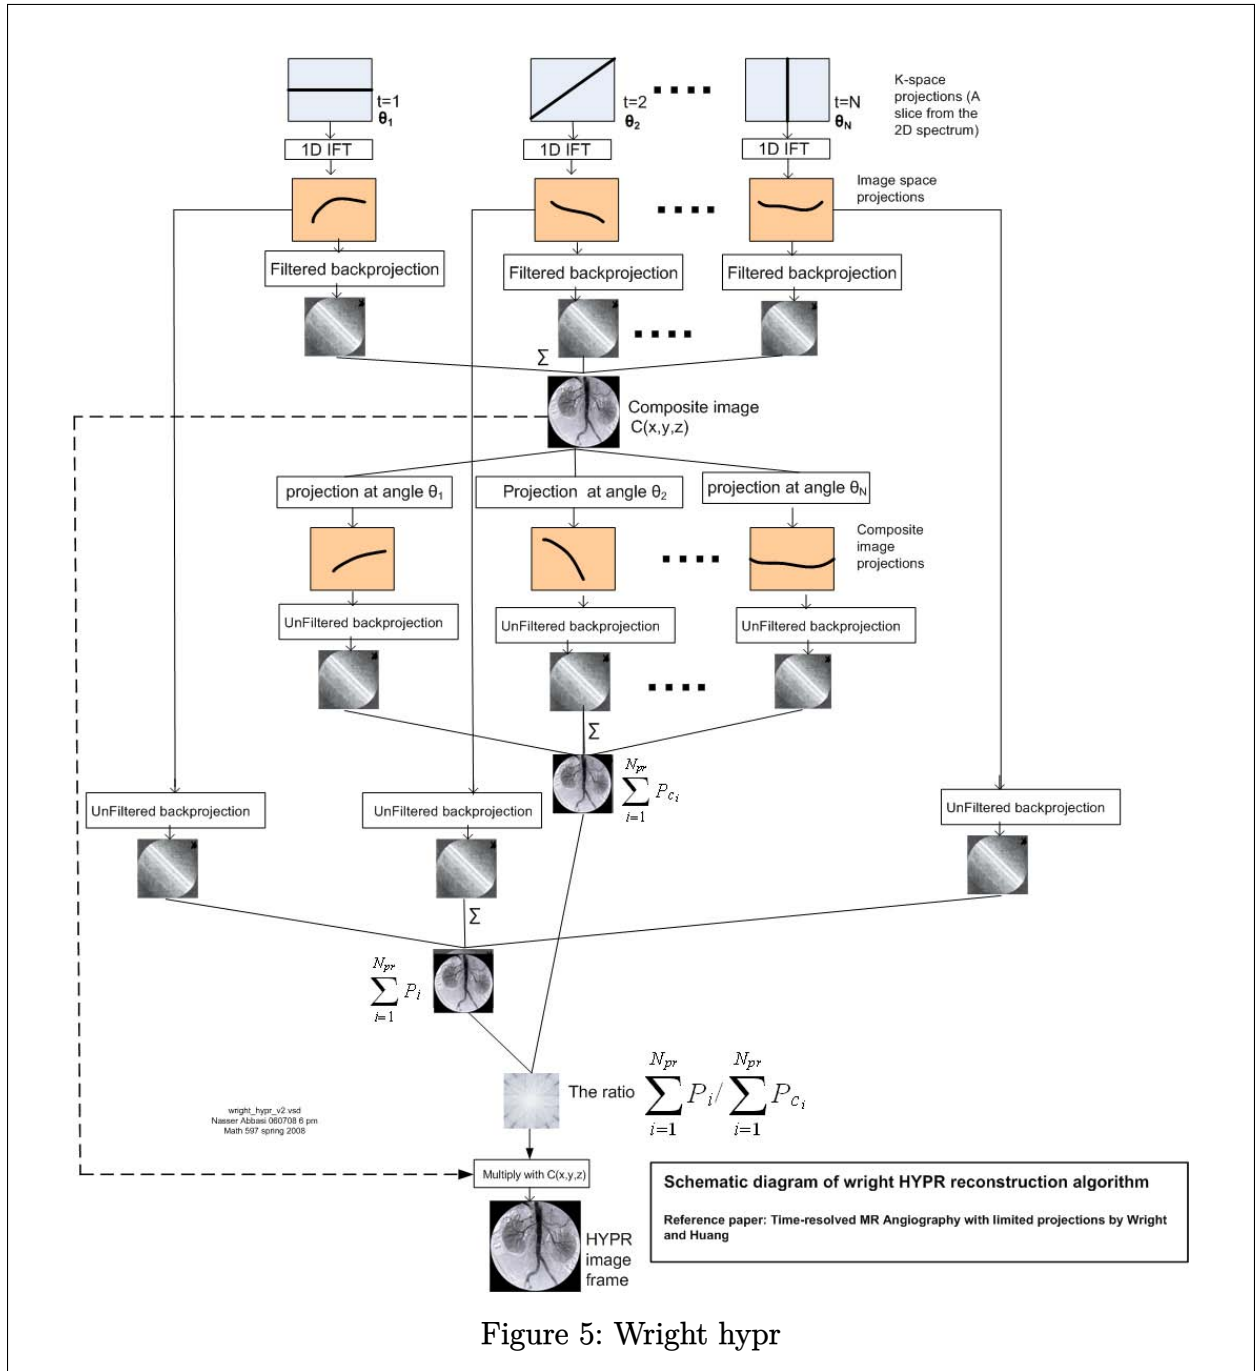 t=1
θ₁
t=2
θ₂
t=N
θN
K-space
projections (A
slice from the
2D spectrum)
1D IFT
1D IFT
1D IFT
Image space
projections
Filtered backprojection
Filtered backprojection
Filtered backprojection
Σ
Composite image
C(x,y,z)
projection at angle θ₁
Projection at angle θ₂
projection at angle θN
Composite
image
projections
UnFiltered backprojection
UnFiltered backprojection
UnFiltered backprojection
Σ
Npr
∑ Pci
i=1
UnFiltered backprojection
UnFiltered backprojection
UnFiltered backprojection
Σ
Npr
∑ Pi
i=1
Npr Npr
The ratio ∑ Pi / ∑ Pci
i=1 i=1
wright_hypr_v2.vsd
Nasser Abbasi 060708 6 pm
Math 597 spring 2008
Multiply with C(x,y,z)
HYPR
image
frame
Schematic diagram of wright HYPR reconstruction algorithm
Reference paper: Time-resolved MR Angiography with limited projections by Wright
and Huang
Figure 5: Wright hypr